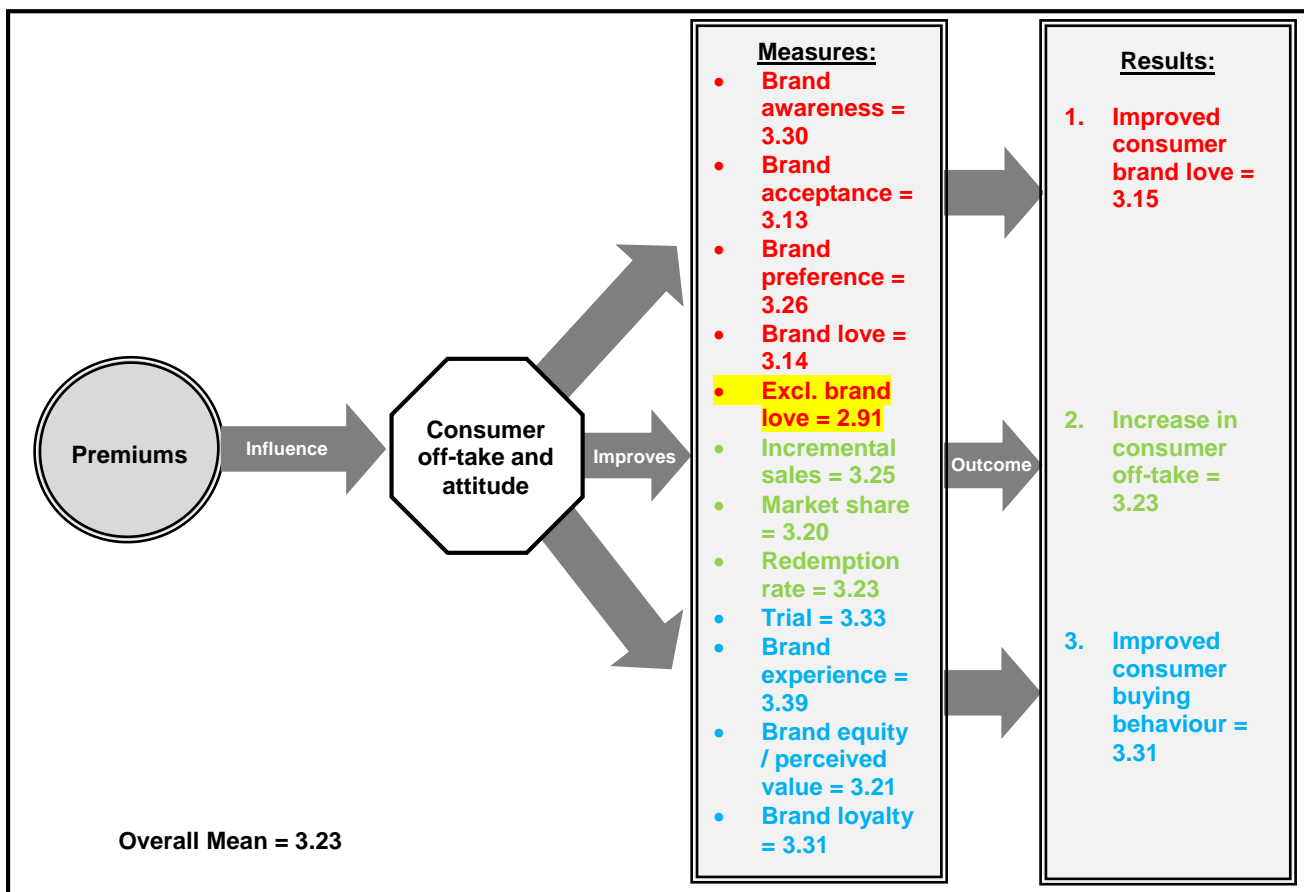 Premiums
Influence
Consumer
off-take and
attitude
Improves
Measures:
• Brand
awareness =
3.30
• Brand
acceptance =
3.13
• Brand
preference =
3.26
• Brand love =
3.14
• Excl. brand
love = 2.91
• Incremental
sales = 3.25
• Market share
= 3.20
• Redemption
rate = 3.23
• Trial = 3.33
• Brand
experience =
3.39
• Brand equity
/ perceived
value = 3.21
• Brand loyalty
= 3.31
Outcome
Results:
1. Improved
consumer
brand love =
3.15
2. Increase in
consumer
off-take =
3.23
3. Improved
consumer
buying
behaviour =
3.31
Overall Mean = 3.23